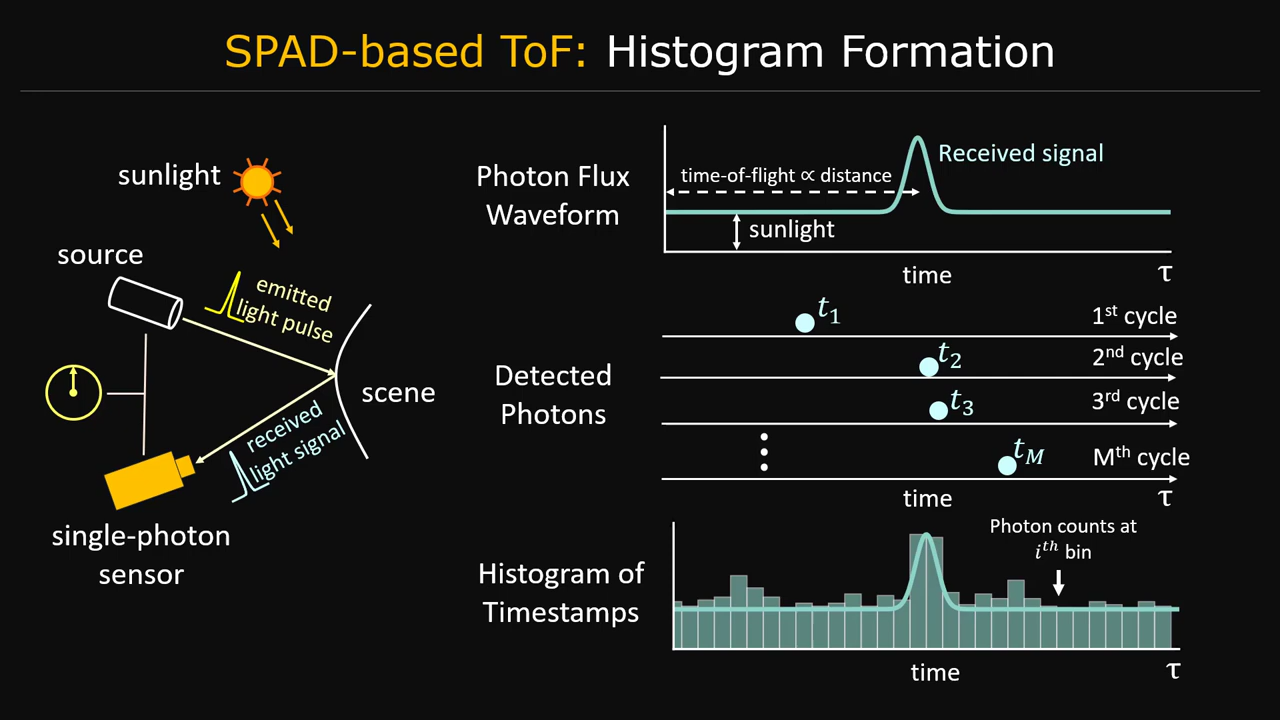 SPAD-based ToF: Histogram Formation
sunlight
source
emitted
light pulse
scene
received
light signal
single-photon
sensor
Photon Flux
Waveform
time-of-flight ∝ distance
Received signal
sunlight
time
τ
Detected
Photons
t₁
1ˢᵗ cycle
t₂
2ⁿᵈ cycle
t₃
3ʳᵈ cycle
t_M
Mᵗʰ cycle
time
τ
Histogram of
Timestamps
Photon counts at
iᵗʰ bin
time
τ